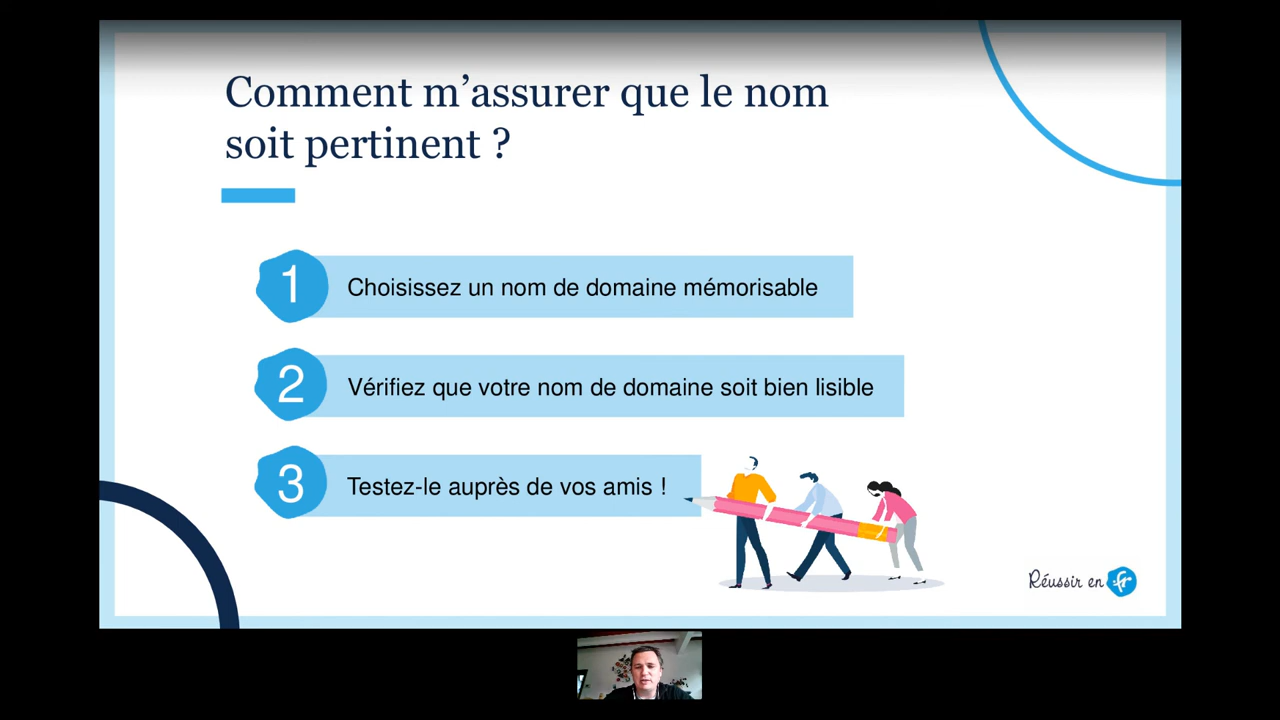 Comment m’assurer que le nom
soit pertinent ?
1 Choisissez un nom de domaine mémorisable
2 Vérifiez que votre nom de domaine soit bien lisible
3 Testez-le auprès de vos amis !
Réussir en .fr